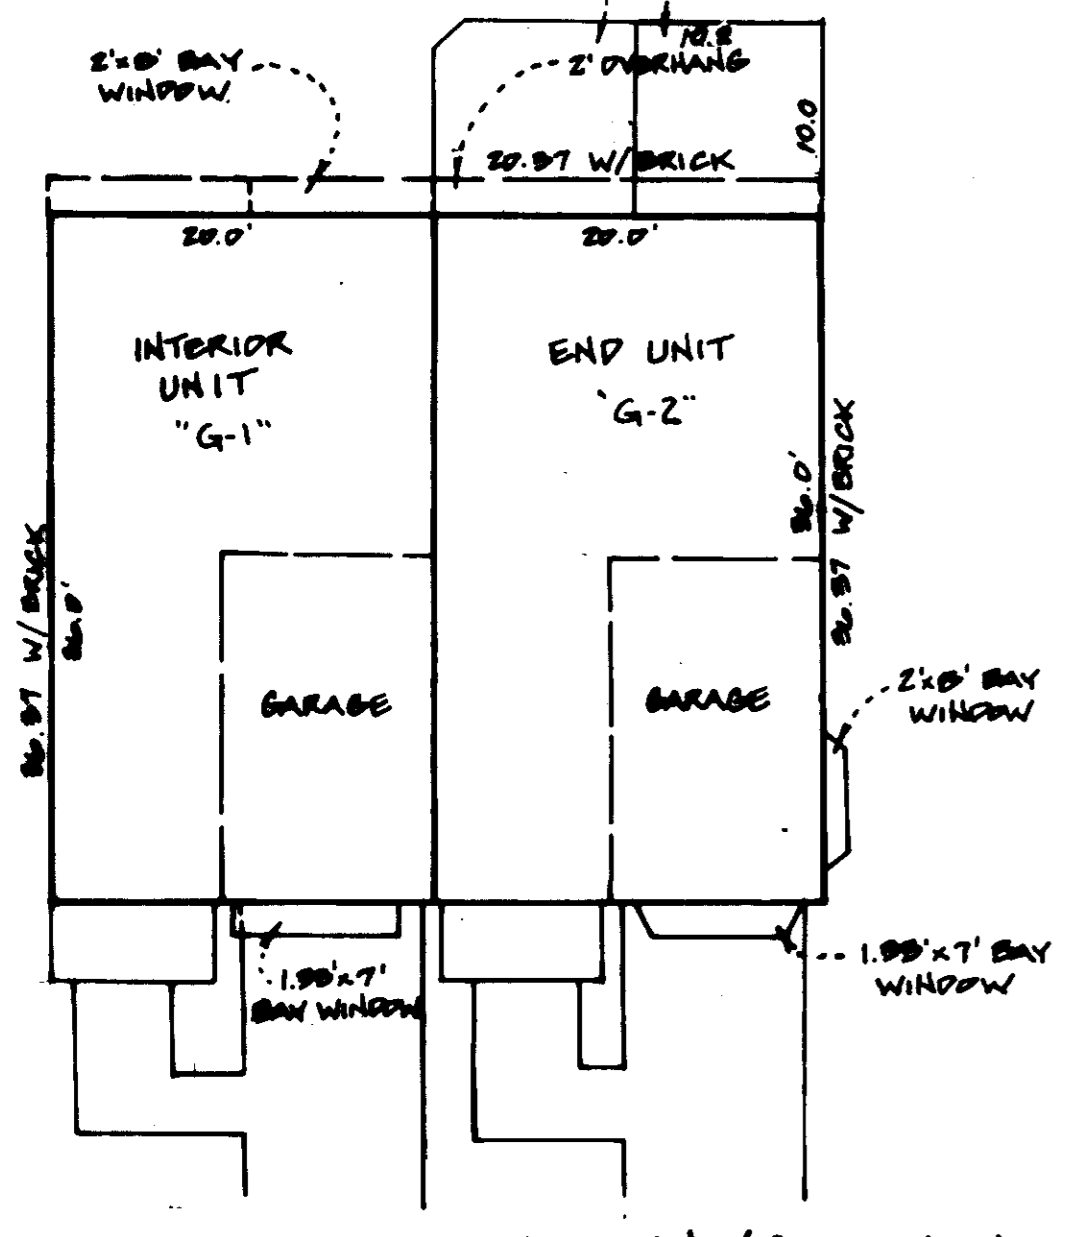 10.2
2'x8' BAY
WINDOW
2' OVERHANG
10.0
20.37 W/BRICK
20.0'
20.0'
INTERIOR
UNIT
"G-1"
END UNIT
"G-2"
36.0'
36.37 W/BRICK
36.37 W/BRICK
36.0'
GARAGE
GARAGE
2'x8' BAY
WINDOW
1.33'x7'
BAY WINDOW
1.33'x7' BAY
WINDOW